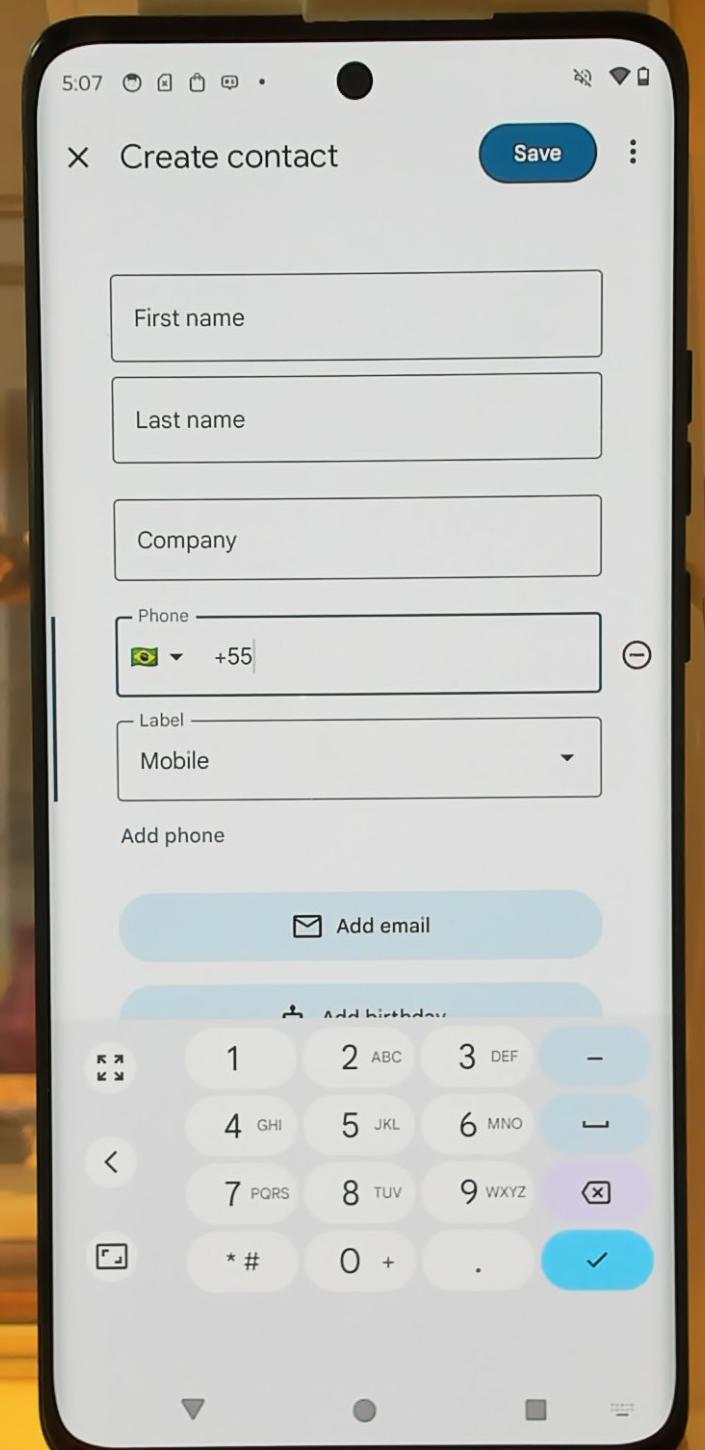 5:07
Create contact
Save
First name
Last name
Company
Phone
+55
Label
Mobile
Add phone
Add email
Add birthday
1 2 ABC 3 DEF –
4 GHI 5 JKL 6 MNO
7 PQRS 8 TUV 9 WXYZ
* # 0 + .